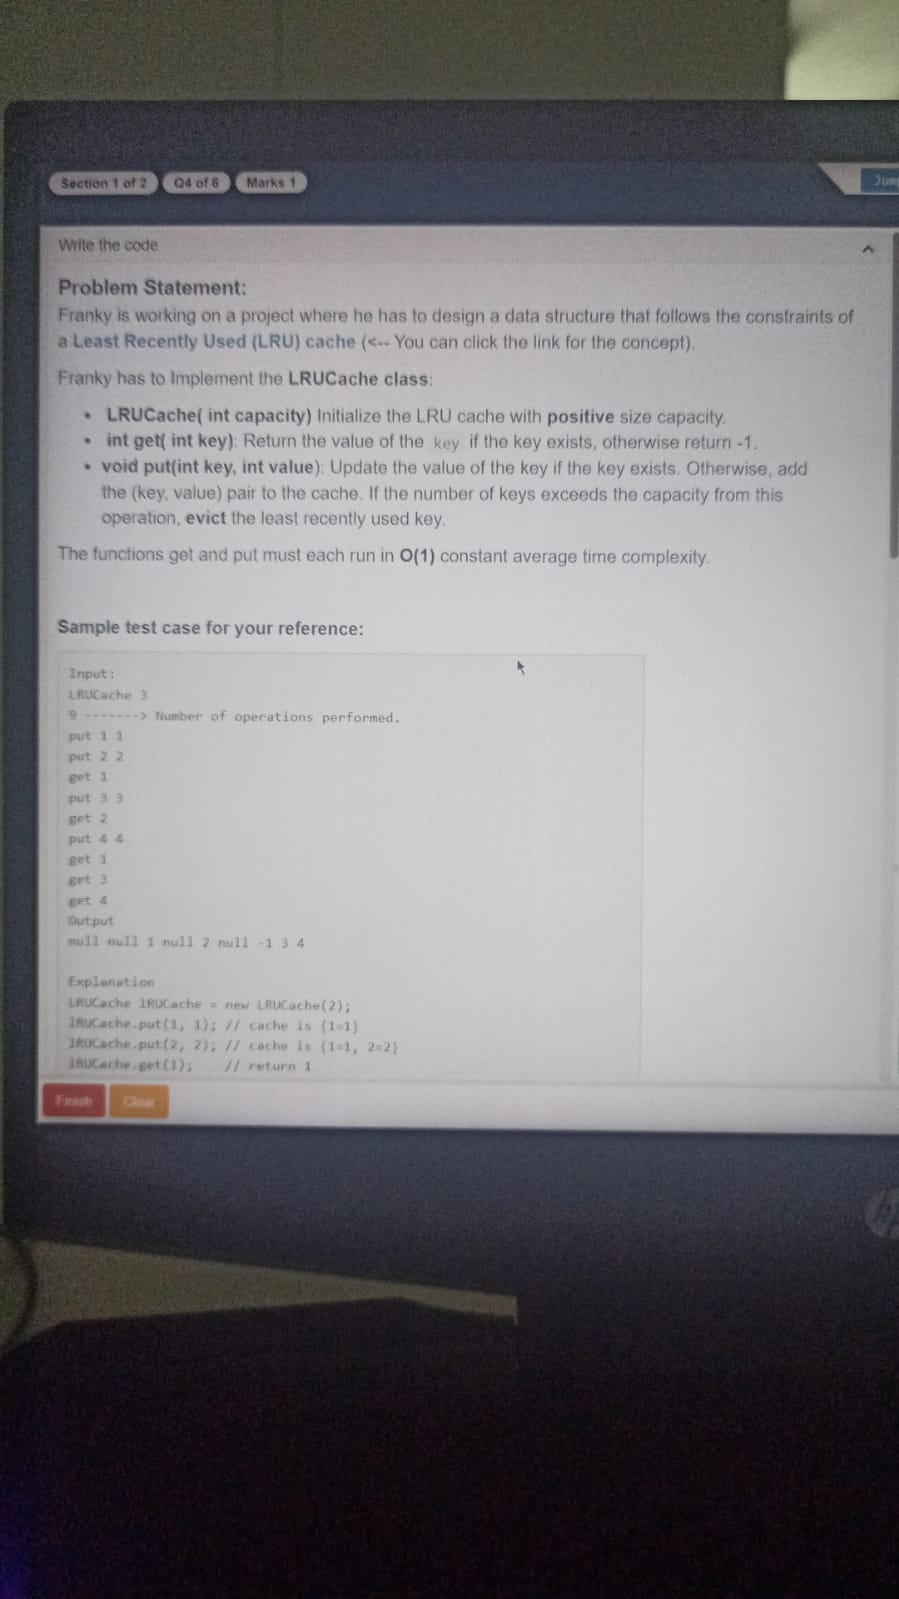 Section 1 of 2 Q4 of 6 Marks 1
Write the code
Problem Statement:
Franky is working on a project where he has to design a data structure that follows the constraints of
a Least Recently Used (LRU) cache (<-- You can click the link for the concept).
Franky has to Implement the LRUCache class:
• LRUCache( int capacity) Initialize the LRU cache with positive size capacity.
• int get( int key): Return the value of the key if the key exists, otherwise return -1.
• void put(int key, int value): Update the value of the key if the key exists. Otherwise, add
the (key, value) pair to the cache. If the number of keys exceeds the capacity from this
operation, evict the least recently used key.
The functions get and put must each run in O(1) constant average time complexity.
Sample test case for your reference:
Input:
LRUCache 3
9 -------> Number of operations performed.
put 1 1
put 2 2
get 1
put 3 3
get 2
put 4 4
get 1
get 3
get 4
Output
null null 1 null 2 null -1 3 4
Explanation
LRUCache lRUCache = new LRUCache(2);
lRUCache.put(1, 1); // cache is {1=1}
lRUCache.put(2, 2); // cache is {1=1, 2=2}
lRUCache.get(1); // return 1
Finish Clear
hp